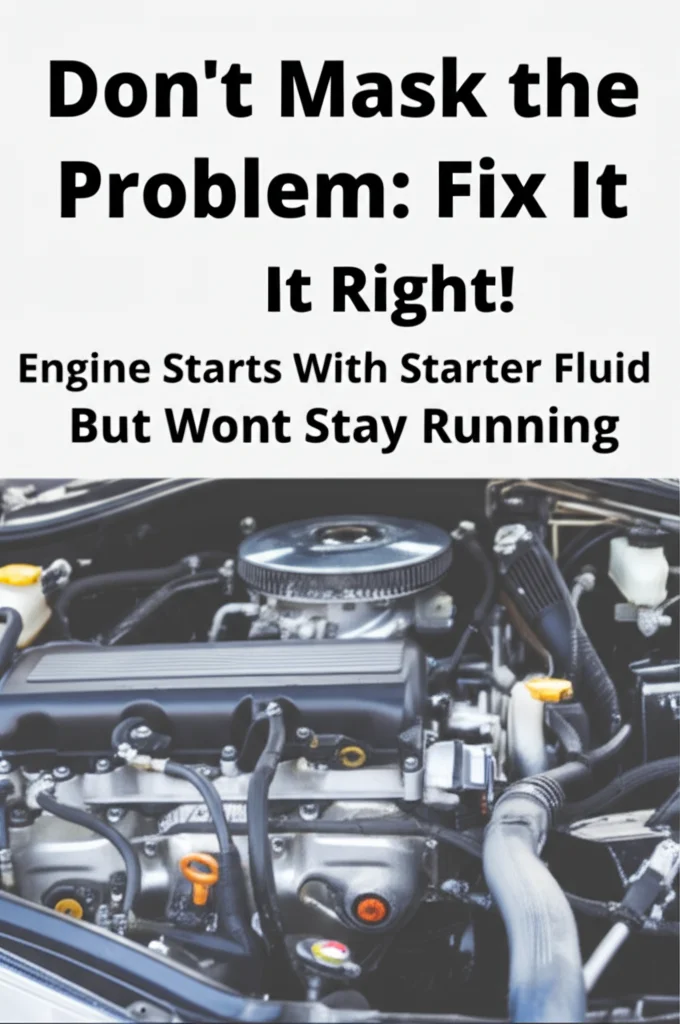 Don't Mask the
Problem: Fix It
It Right!
Engine Starts With Starter Fluid
But Wont Stay Running